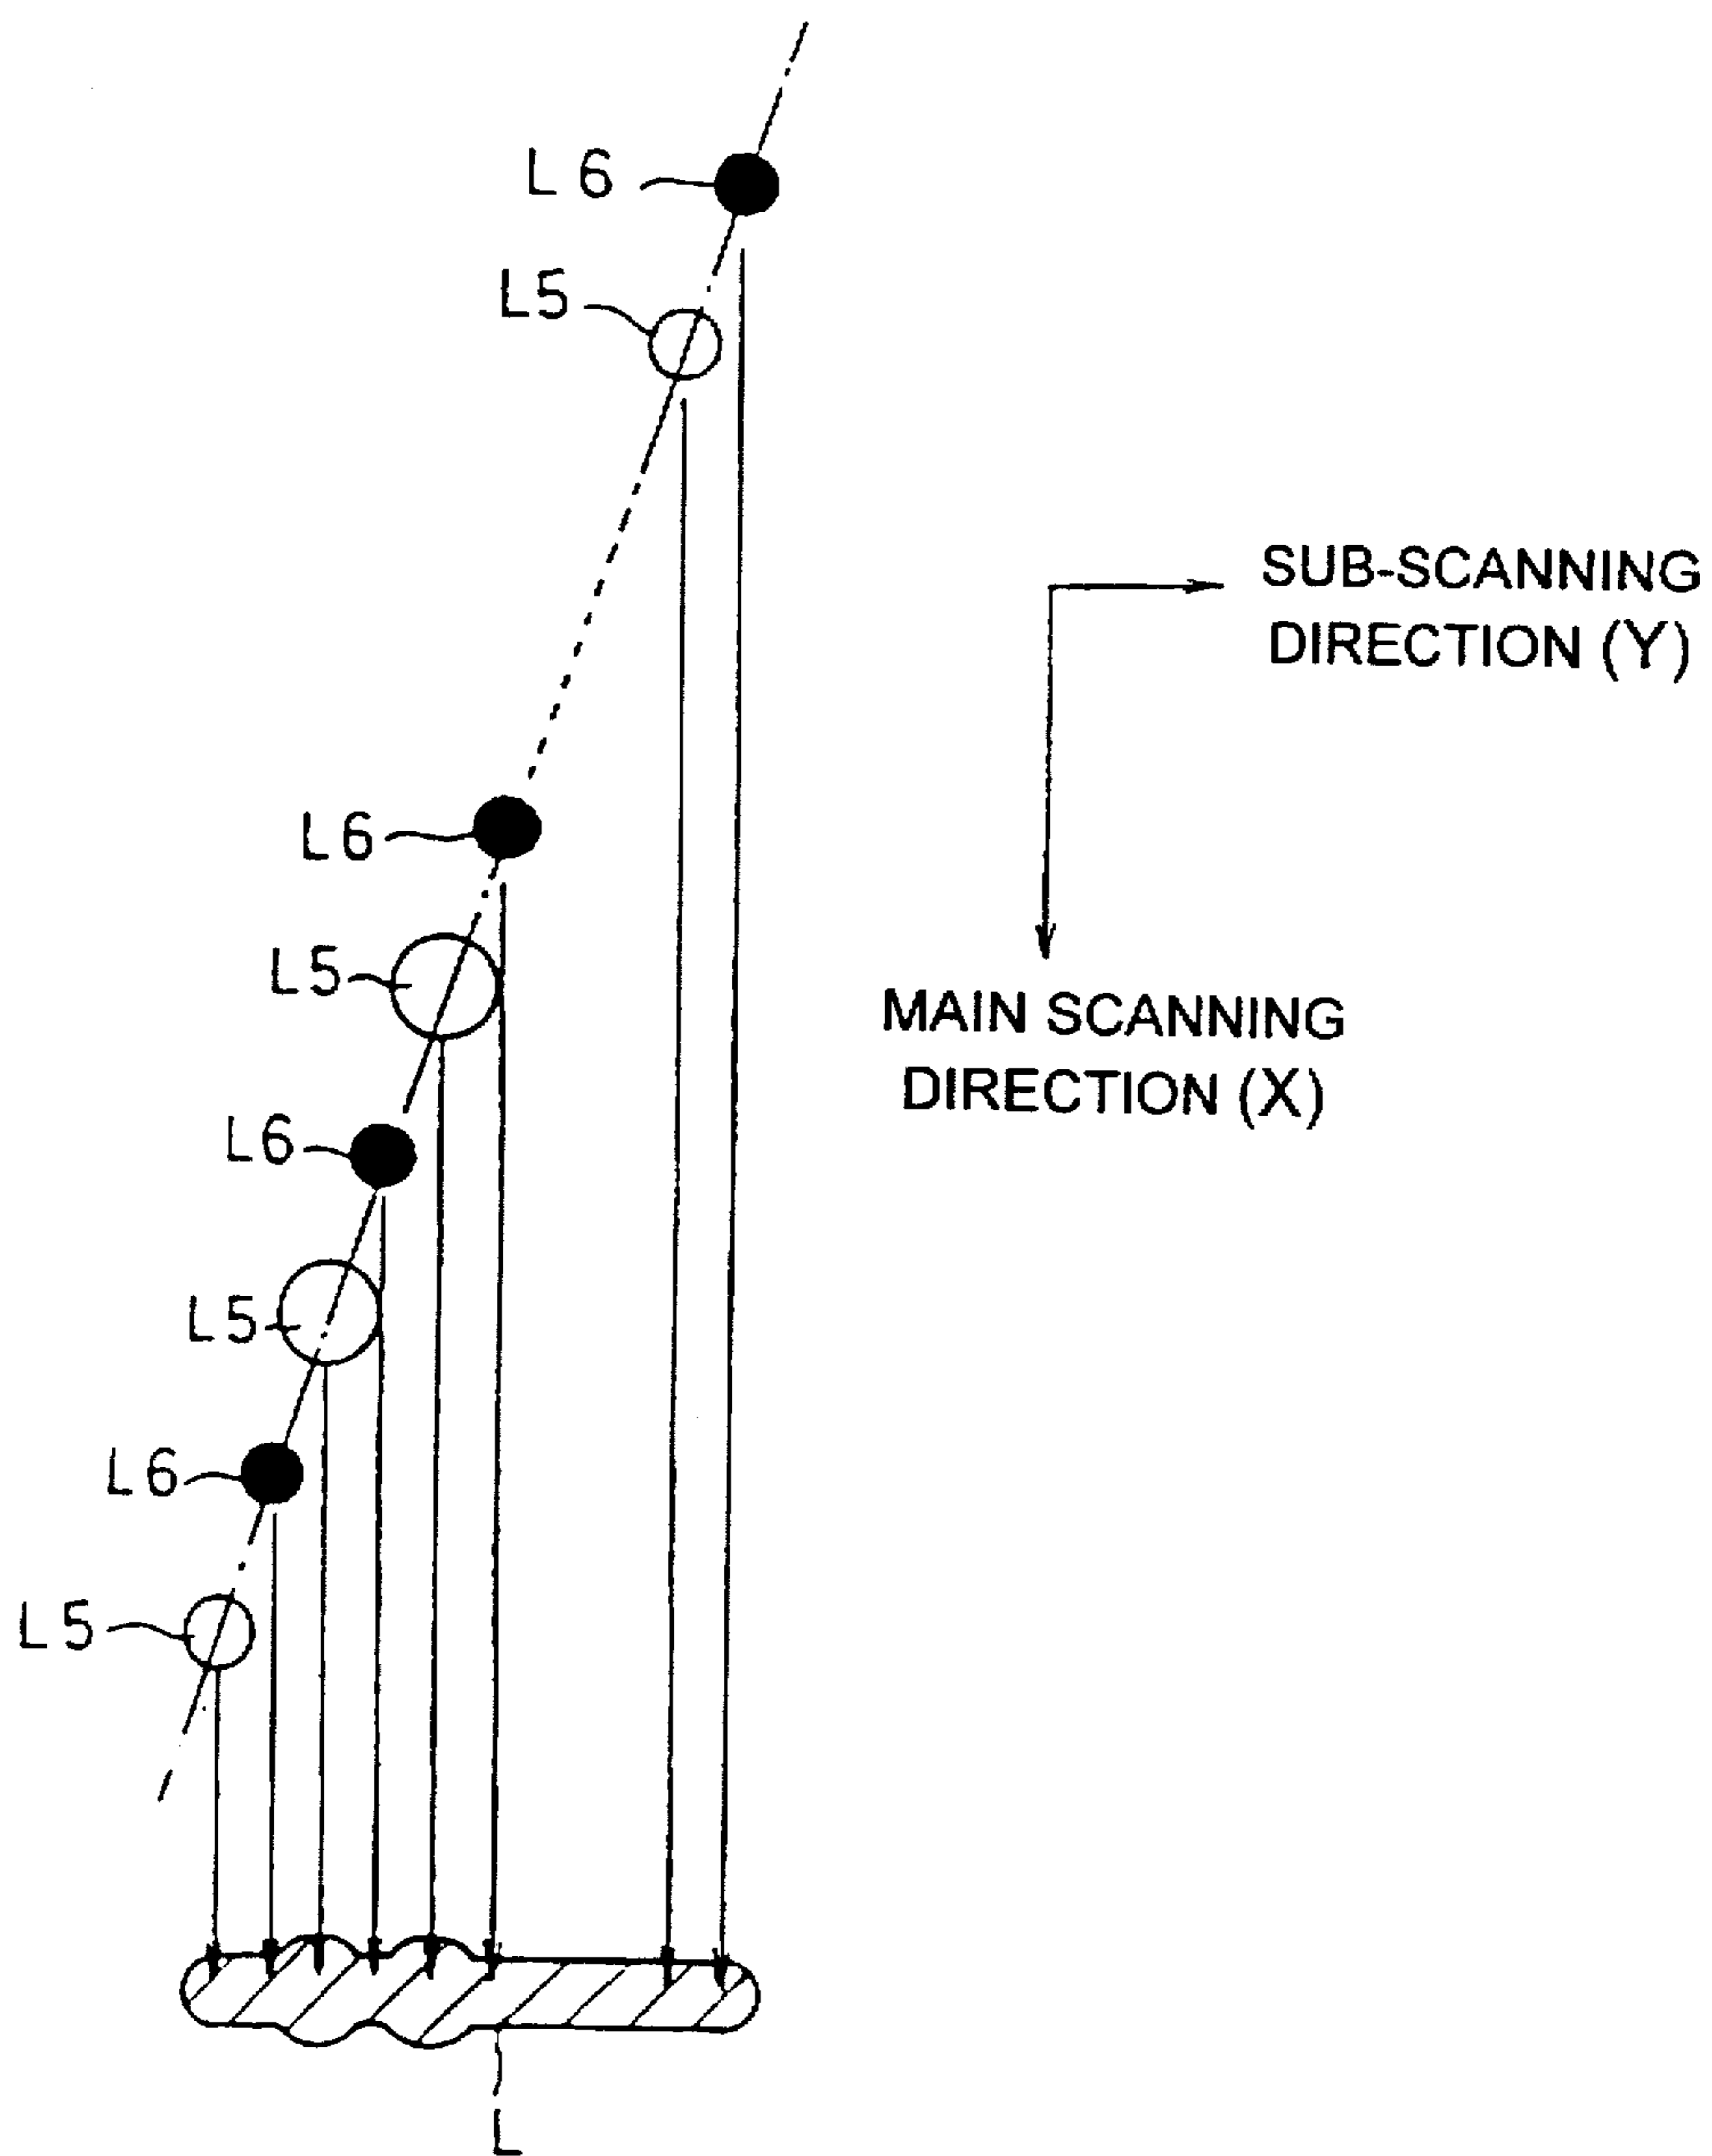 L6
L5
SUB-SCANNING
DIRECTION (Y)
L6
L5
MAIN SCANNING
DIRECTION (X)
L6
L5
L6
L5
L